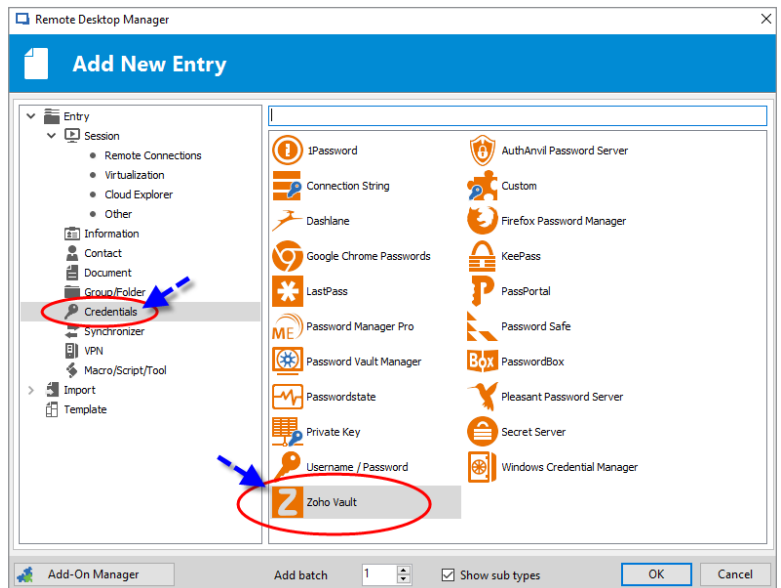 Remote Desktop Manager
Add New Entry
Entry
Session
Remote Connections
Virtualization
Cloud Explorer
Other
Information
Contact
Document
Group/Folder
Credentials
Synchronizer
VPN
Macro/Script/Tool
Import
Template
1Password
AuthAnvil Password Server
Connection String
Custom
Dashlane
Firefox Password Manager
Google Chrome Passwords
KeePass
LastPass
PassPortal
ME
Password Manager Pro
Password Safe
Password Vault Manager
Box
PasswordBox
Passwordstate
Pleasant Password Server
Private Key
Secret Server
Username / Password
Windows Credential Manager
Z
Zoho Vault
Add-On Manager
Add batch
1
Show sub types
OK
Cancel